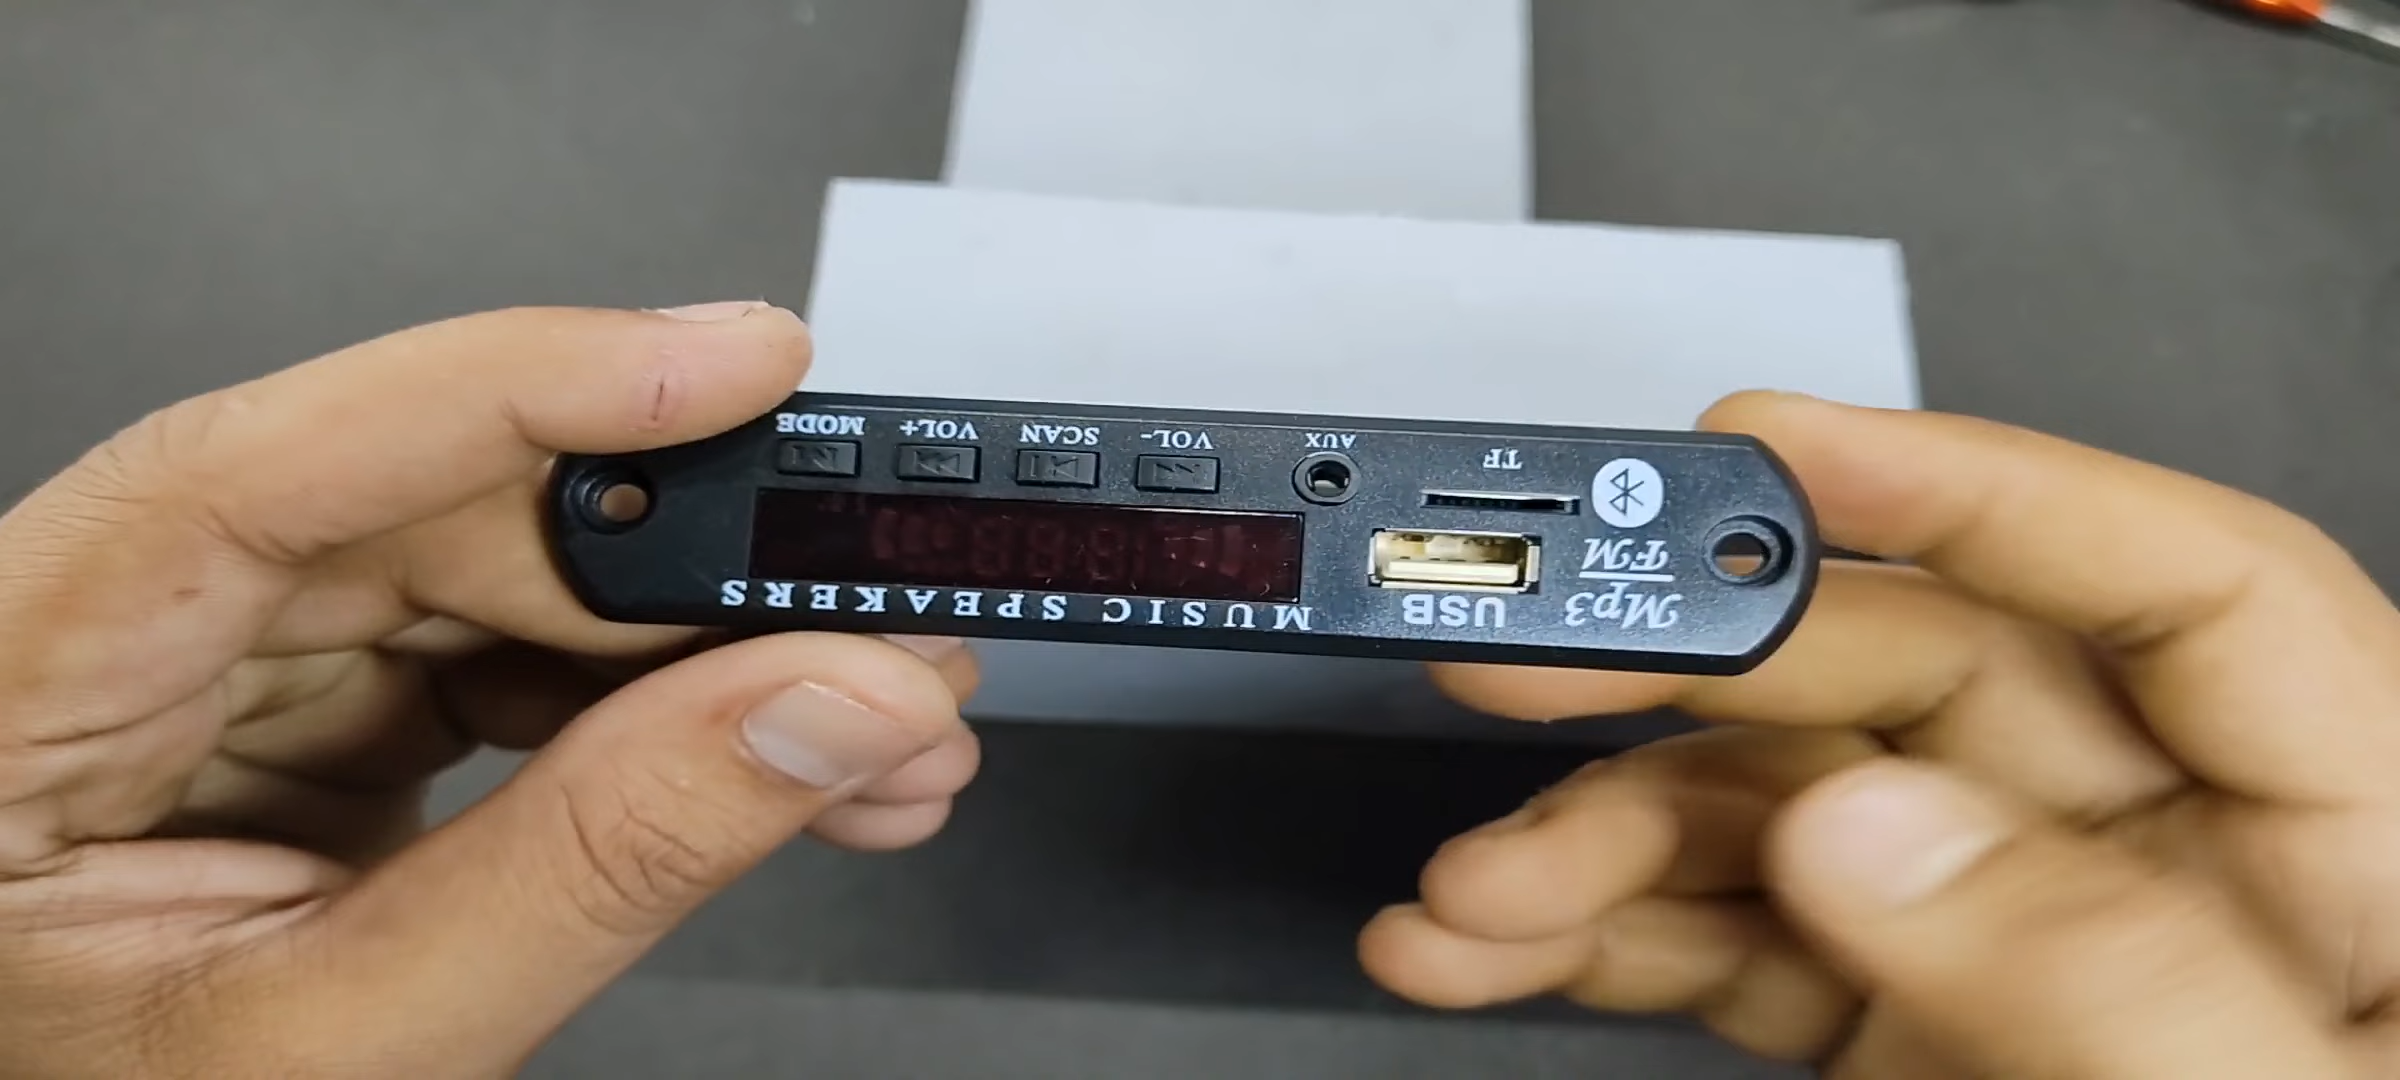 MUSIC SPEAKERS
USB
Mp3
FM
TF
AUX
VOL-
SCAN
VOL+
MODE